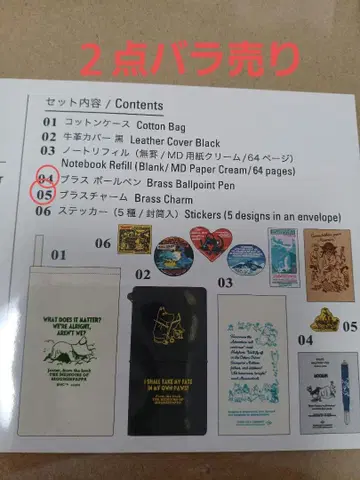 2点バラ売り
セット内容 / Contents
01 コットンケース Cotton Bag
02 牛革カバー 黒 Leather Cover Black
03 ノートリフィル(無罫/MD用紙クリーム/64ページ)
Notebook Refill (Blank/MD Paper Cream/64 pages)
04 ブラス ボールペン Brass Ballpoint Pen
05 ブラスチャーム Brass Charm
06 ステッカー(5種/封筒入) Stickers (5 designs in an envelope)
06
01
02
03
04
05
WHAT DOES IT MATTER?
WE'RE ALRIGHT,
AREN'T WE?
THE MEMOIRS OF
MOOMINPAPPA
I SHALL TAKE MY FATE
IN MY OWN PAWS!